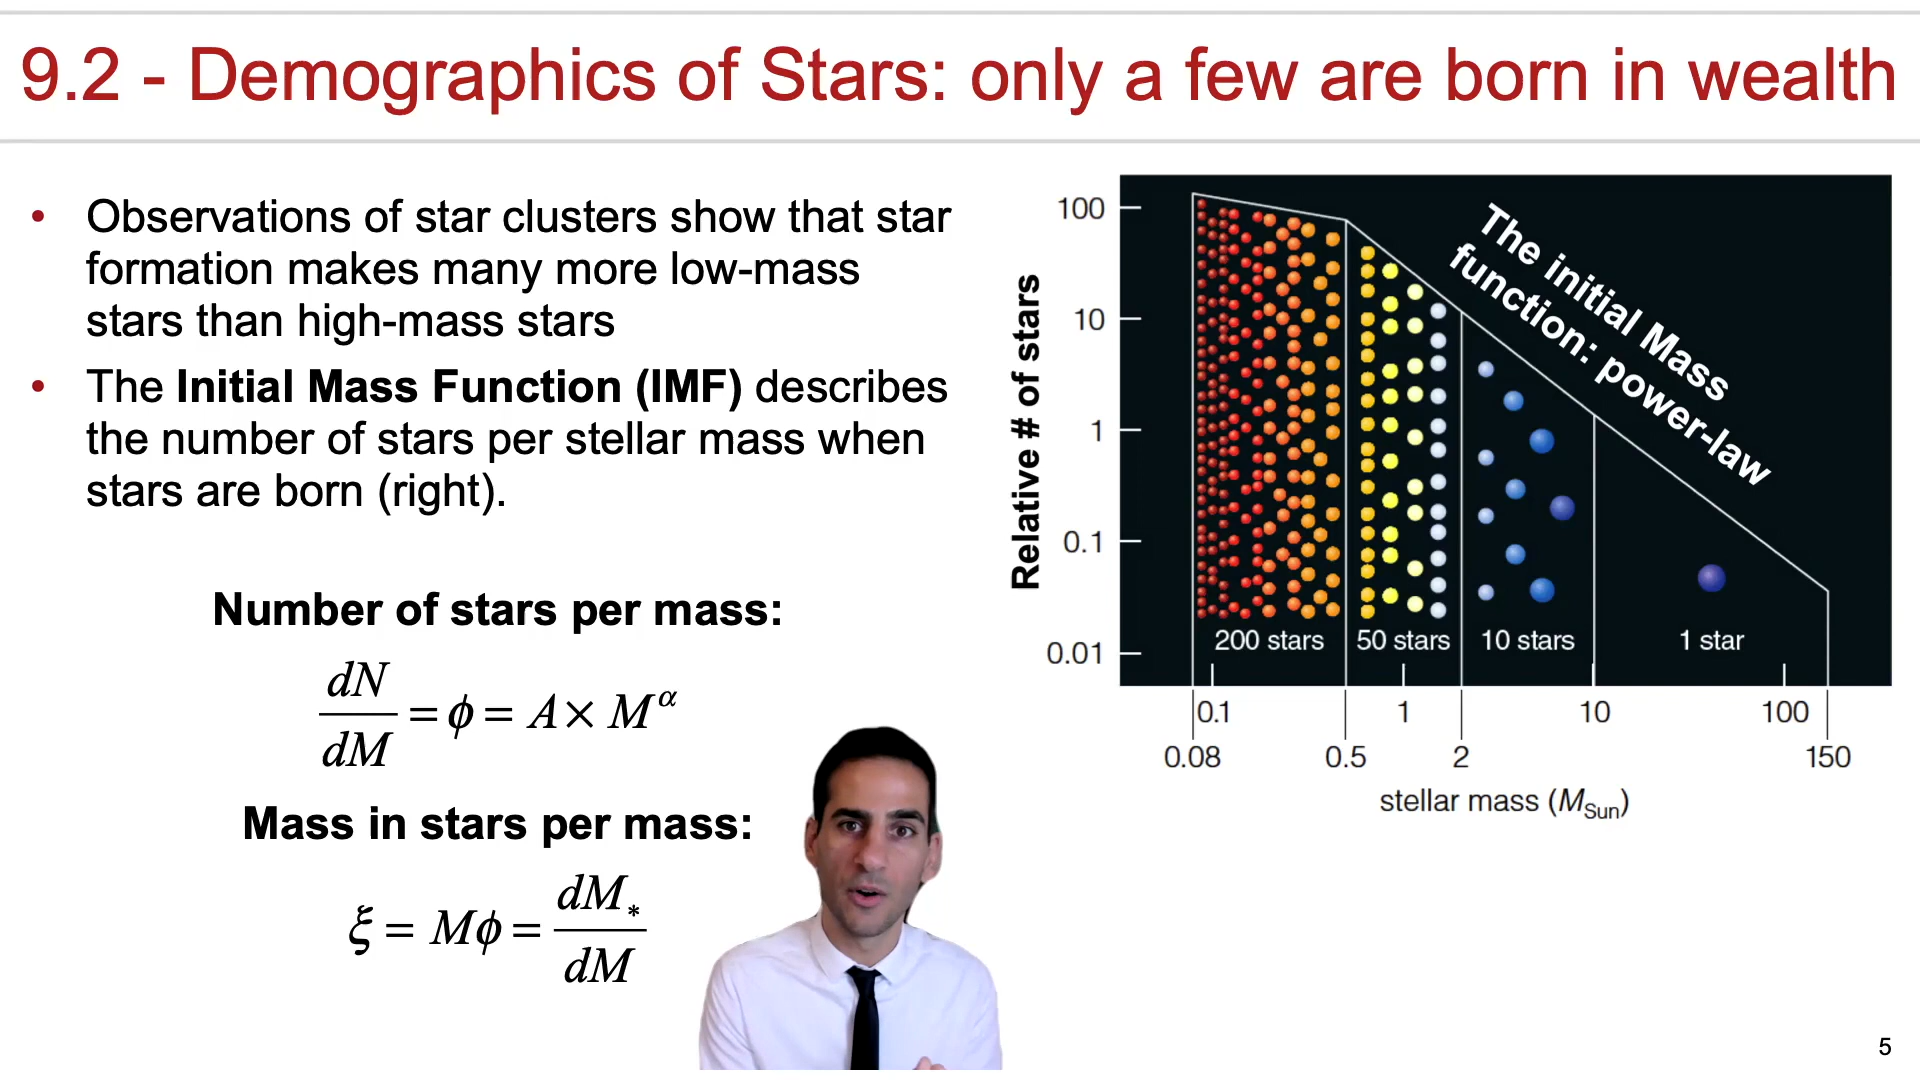 9.2 - Demographics of Stars: only a few are born in wealth
• Observations of star clusters show that star
formation makes many more low-mass
stars than high-mass stars
• The Initial Mass Function (IMF) describes
the number of stars per stellar mass when
stars are born (right).
Number of stars per mass:
dN/dM = ϕ = A × M^α
Mass in stars per mass:
ξ = Mϕ = dM_*/dM
Relative # of stars
100
10
1
0.1
0.01
The initial Mass
function: power-law
200 stars 50 stars 10 stars 1 star
0.1 1 10 100
0.08 0.5 2 150
stellar mass (M_Sun)
5